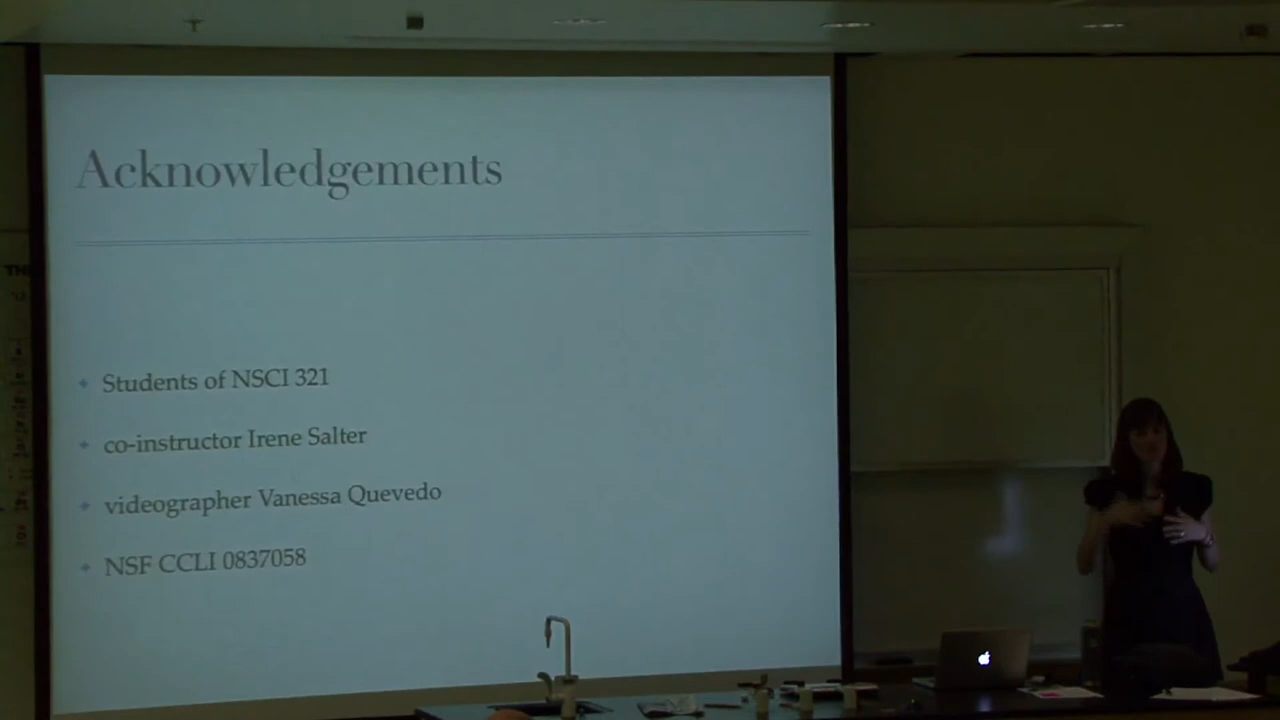 Acknowledgements
Students of NSCI 321
co-instructor Irene Salter
videographer Vanessa Quevedo
NSF CCLI 0837058